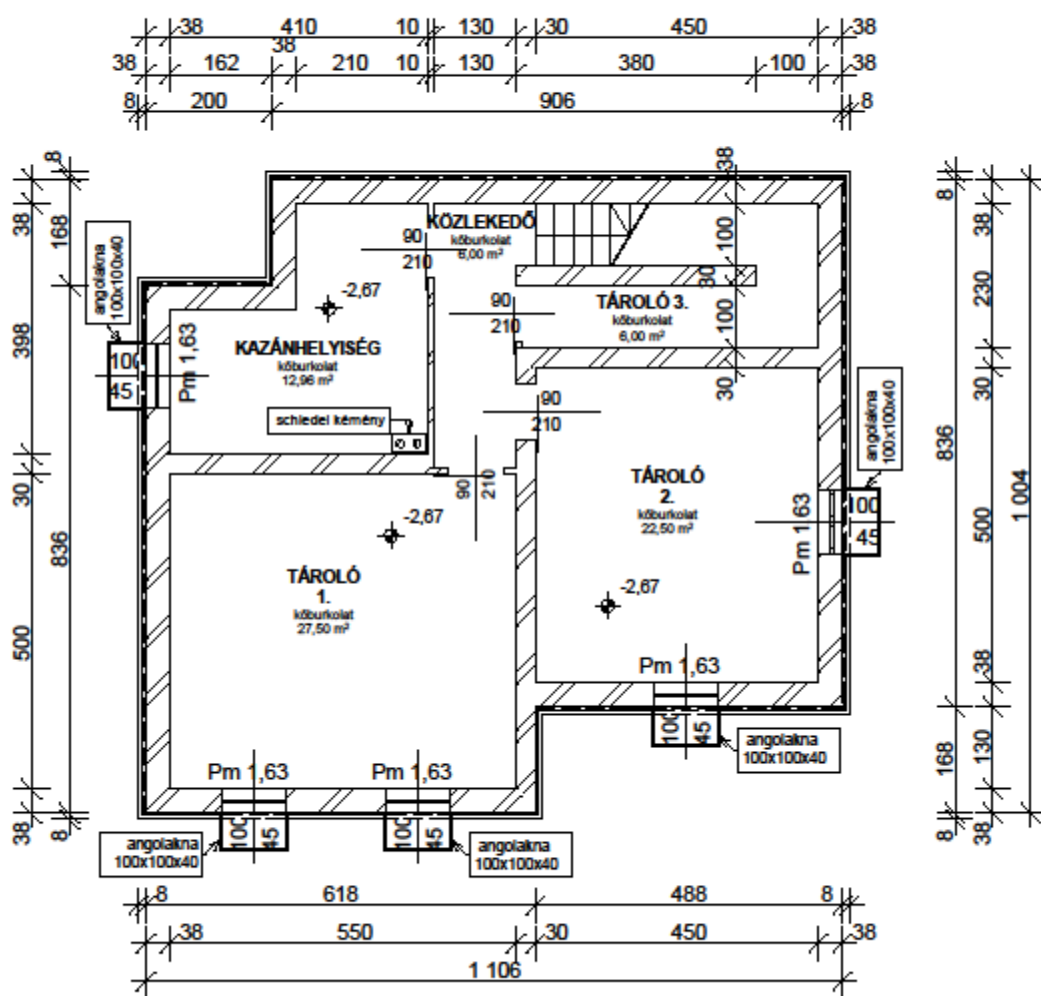 38 410 10 130 30 450 38
38
38 162 210 10 130 380 100 38
8 200 906 8
8
38
168
398
30
836
500
38
8
angolakna
100x100x40
100
45
Pm 1,63
90
210
KÖZLEKEDŐ
kőburkolat
6,00 m²
38
100
30
100
30
-2,67
KAZÁNHELYISÉG
kőburkolat
12,96 m²
schiedel kémény
90
210
TÁROLÓ 3.
kőburkolat
6,00 m²
90
210
90
210
-2,67
TÁROLÓ
1.
kőburkolat
27,50 m²
TÁROLÓ
2.
kőburkolat
22,50 m²
-2,67
Pm 1,63
100
45
angolakna
100x100x40
Pm 1,63
100
45
angolakna
100x100x40
Pm 1,63
Pm 1,63
100
45
100
45
angolakna
100x100x40
angolakna
100x100x40
8
38
230
30
836
500
1 004
38
168
130
8
38
8 618 488 8
38 550 30 450 38
1 106